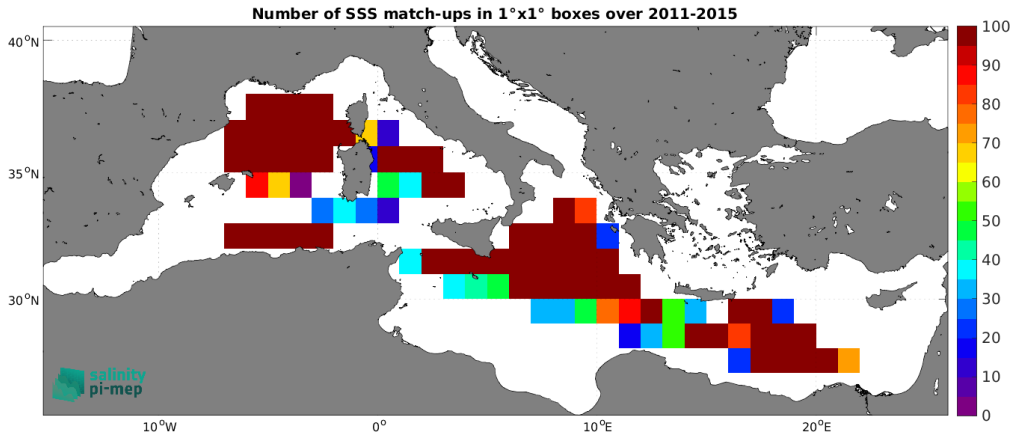 Number of SSS match-ups in 1°x1° boxes over 2011-2015
40°N
35°N
30°N
10°W
0°
10°E
20°E
100
90
80
70
60
50
40
30
20
10
0
salinity
pi-mep